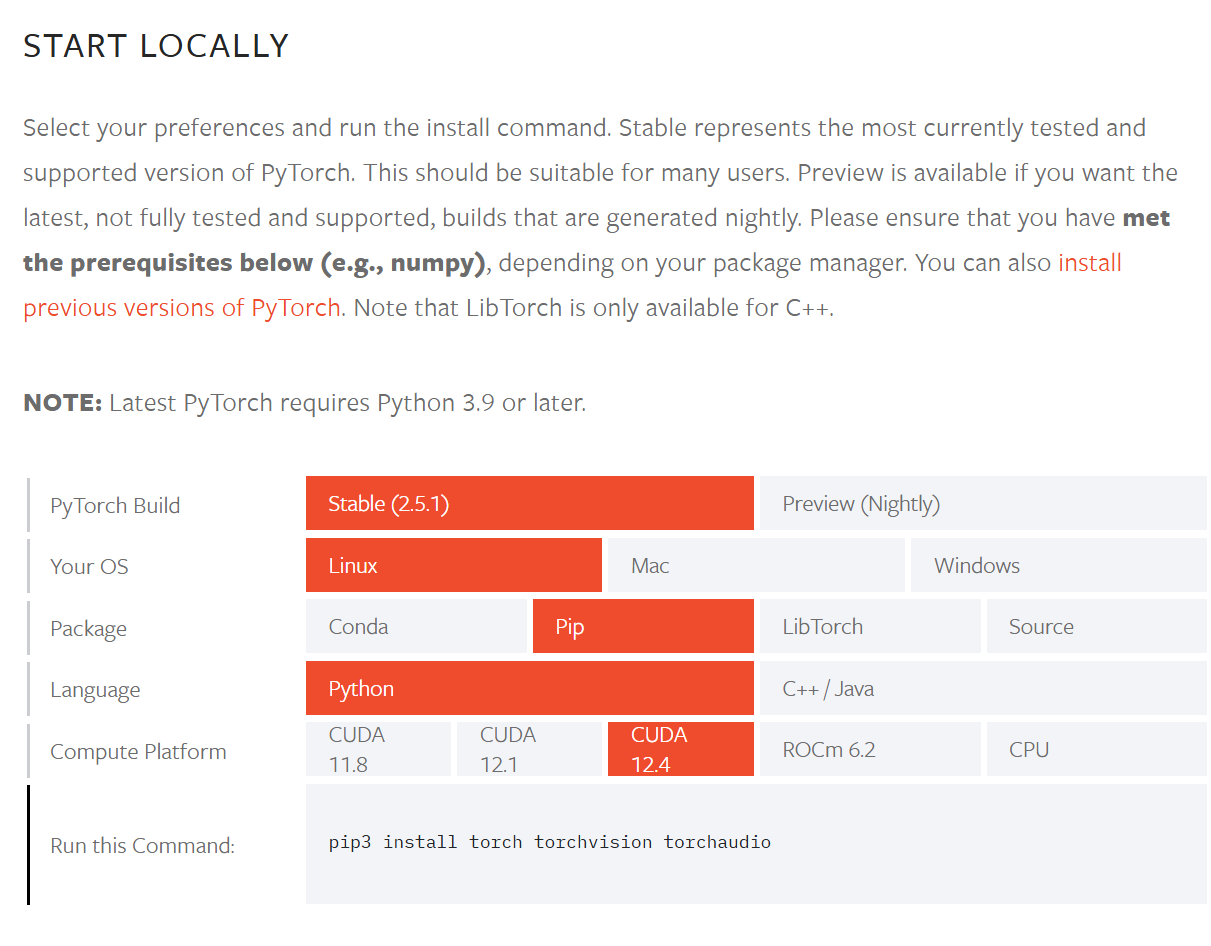 START LOCALLY
Select your preferences and run the install command. Stable represents the most currently tested and
supported version of PyTorch. This should be suitable for many users. Preview is available if you want the
latest, not fully tested and supported, builds that are generated nightly. Please ensure that you have met
the prerequisites below (e.g., numpy), depending on your package manager. You can also install
previous versions of PyTorch. Note that LibTorch is only available for C++.
NOTE: Latest PyTorch requires Python 3.9 or later.
PyTorch Build
Stable (2.5.1)
Preview (Nightly)
Your OS
Linux
Mac
Windows
Package
Conda
Pip
LibTorch
Source
Language
Python
C++ / Java
Compute Platform
CUDA
11.8
CUDA
12.1
CUDA
12.4
ROCm 6.2
CPU
Run this Command:
pip3 install torch torchvision torchaudio